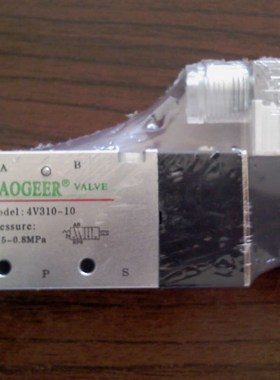 A B
AOGEER® VALVE
odel: 4V310-10
essure:
5-0.8MPa
P S